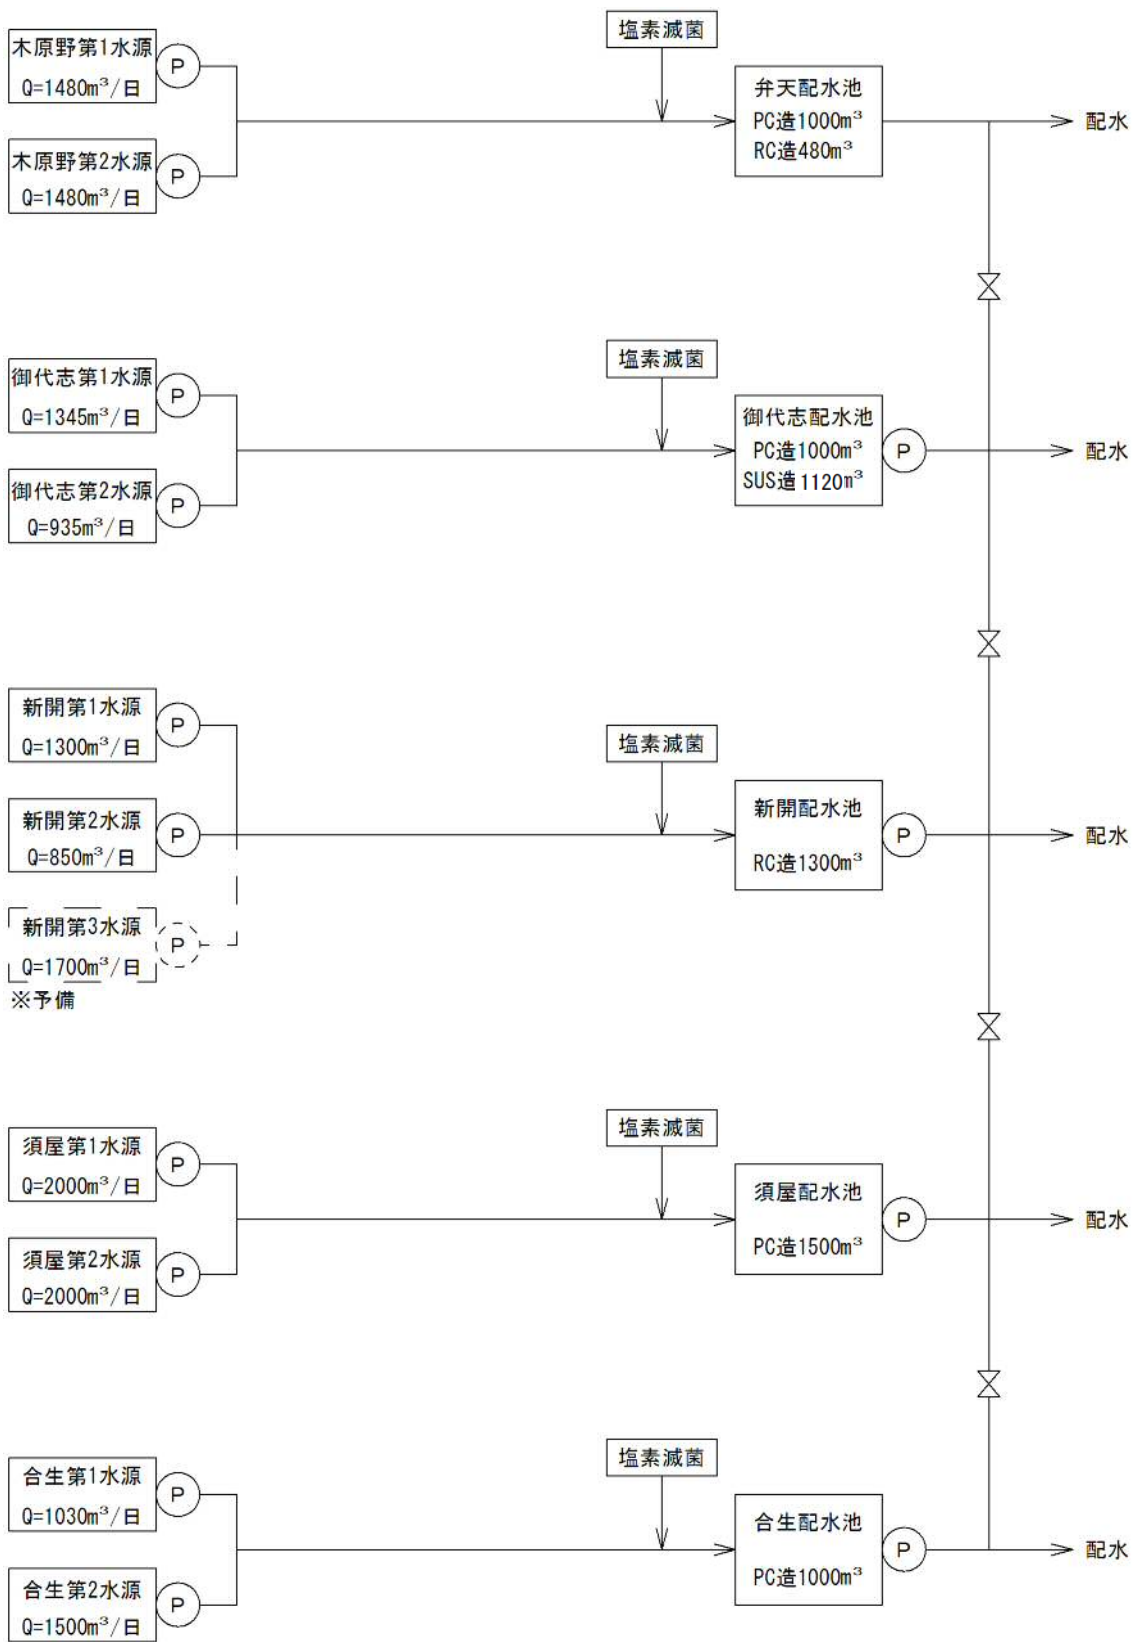 木原野第1水源
Q=1480m³/日
P
木原野第2水源
Q=1480m³/日
P
塩素滅菌
弁天配水池
PC造1000m³
RC造480m³
配水
御代志第1水源
Q=1345m³/日
P
御代志第2水源
Q=935m³/日
P
塩素滅菌
御代志配水池
PC造1000m³
SUS造1120m³
P
配水
新開第1水源
Q=1300m³/日
P
新開第2水源
Q=850m³/日
P
新開第3水源
Q=1700m³/日
P
※予備
塩素滅菌
新開配水池
RC造1300m³
P
配水
須屋第1水源
Q=2000m³/日
P
須屋第2水源
Q=2000m³/日
P
塩素滅菌
須屋配水池
PC造1500m³
P
配水
合生第1水源
Q=1030m³/日
P
合生第2水源
Q=1500m³/日
P
塩素滅菌
合生配水池
PC造1000m³
P
配水